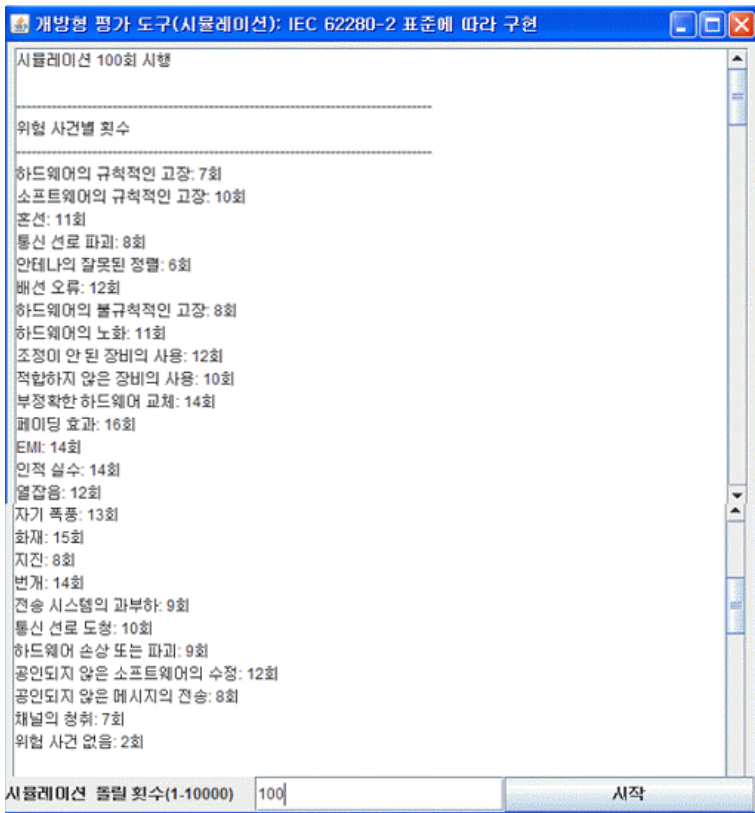 개방형 평가 도구(시뮬레이션): IEC 62280-2 표준에 따라 구현
시뮬레이션 100회 시행
위험 사건별 횟수
하드웨어의 규칙적인 고장: 7회
소프트웨어의 규칙적인 고장: 10회
혼선: 11회
통신 선로 파괴: 8회
안테나의 잘못된 정렬: 6회
배선 오류: 12회
하드웨어의 불규칙적인 고장: 8회
하드웨어의 노화: 11회
조정이 안 된 장비의 사용: 12회
적합하지 않은 장비의 사용: 10회
부정확한 하드웨어 교체: 14회
페이딩 효과: 16회
EMI: 14회
인적 실수: 14회
열잡음: 12회
자기 폭풍: 13회
화재: 15회
지진: 8회
번개: 14회
전송 시스템의 과부하: 9회
통신 선로 도청: 10회
하드웨어 손상 또는 파괴: 9회
공인되지 않은 소프트웨어의 수정: 12회
공인되지 않은 메시지의 전송: 8회
채널의 청취: 7회
위험 사건 없음: 2회
시뮬레이션 돌릴 횟수(1-10000) 100 시작